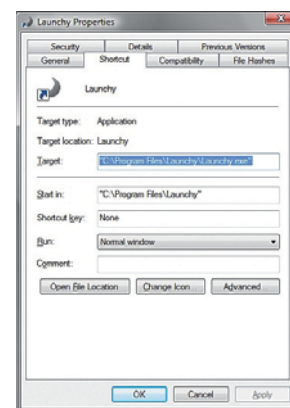 Launchy Properties
Security Details Previous Versions
General Shortcut Compatibility File Hashes
Launchy
Target type: Application
Target location: Launchy
Target: "C:\Program Files\Launchy\Launchy.exe"
Start in: "C:\Program Files\Launchy"
Shortcut key: None
Run: Normal window
Comment:
Open File Location Change Icon Advanced...
OK Cancel Apply